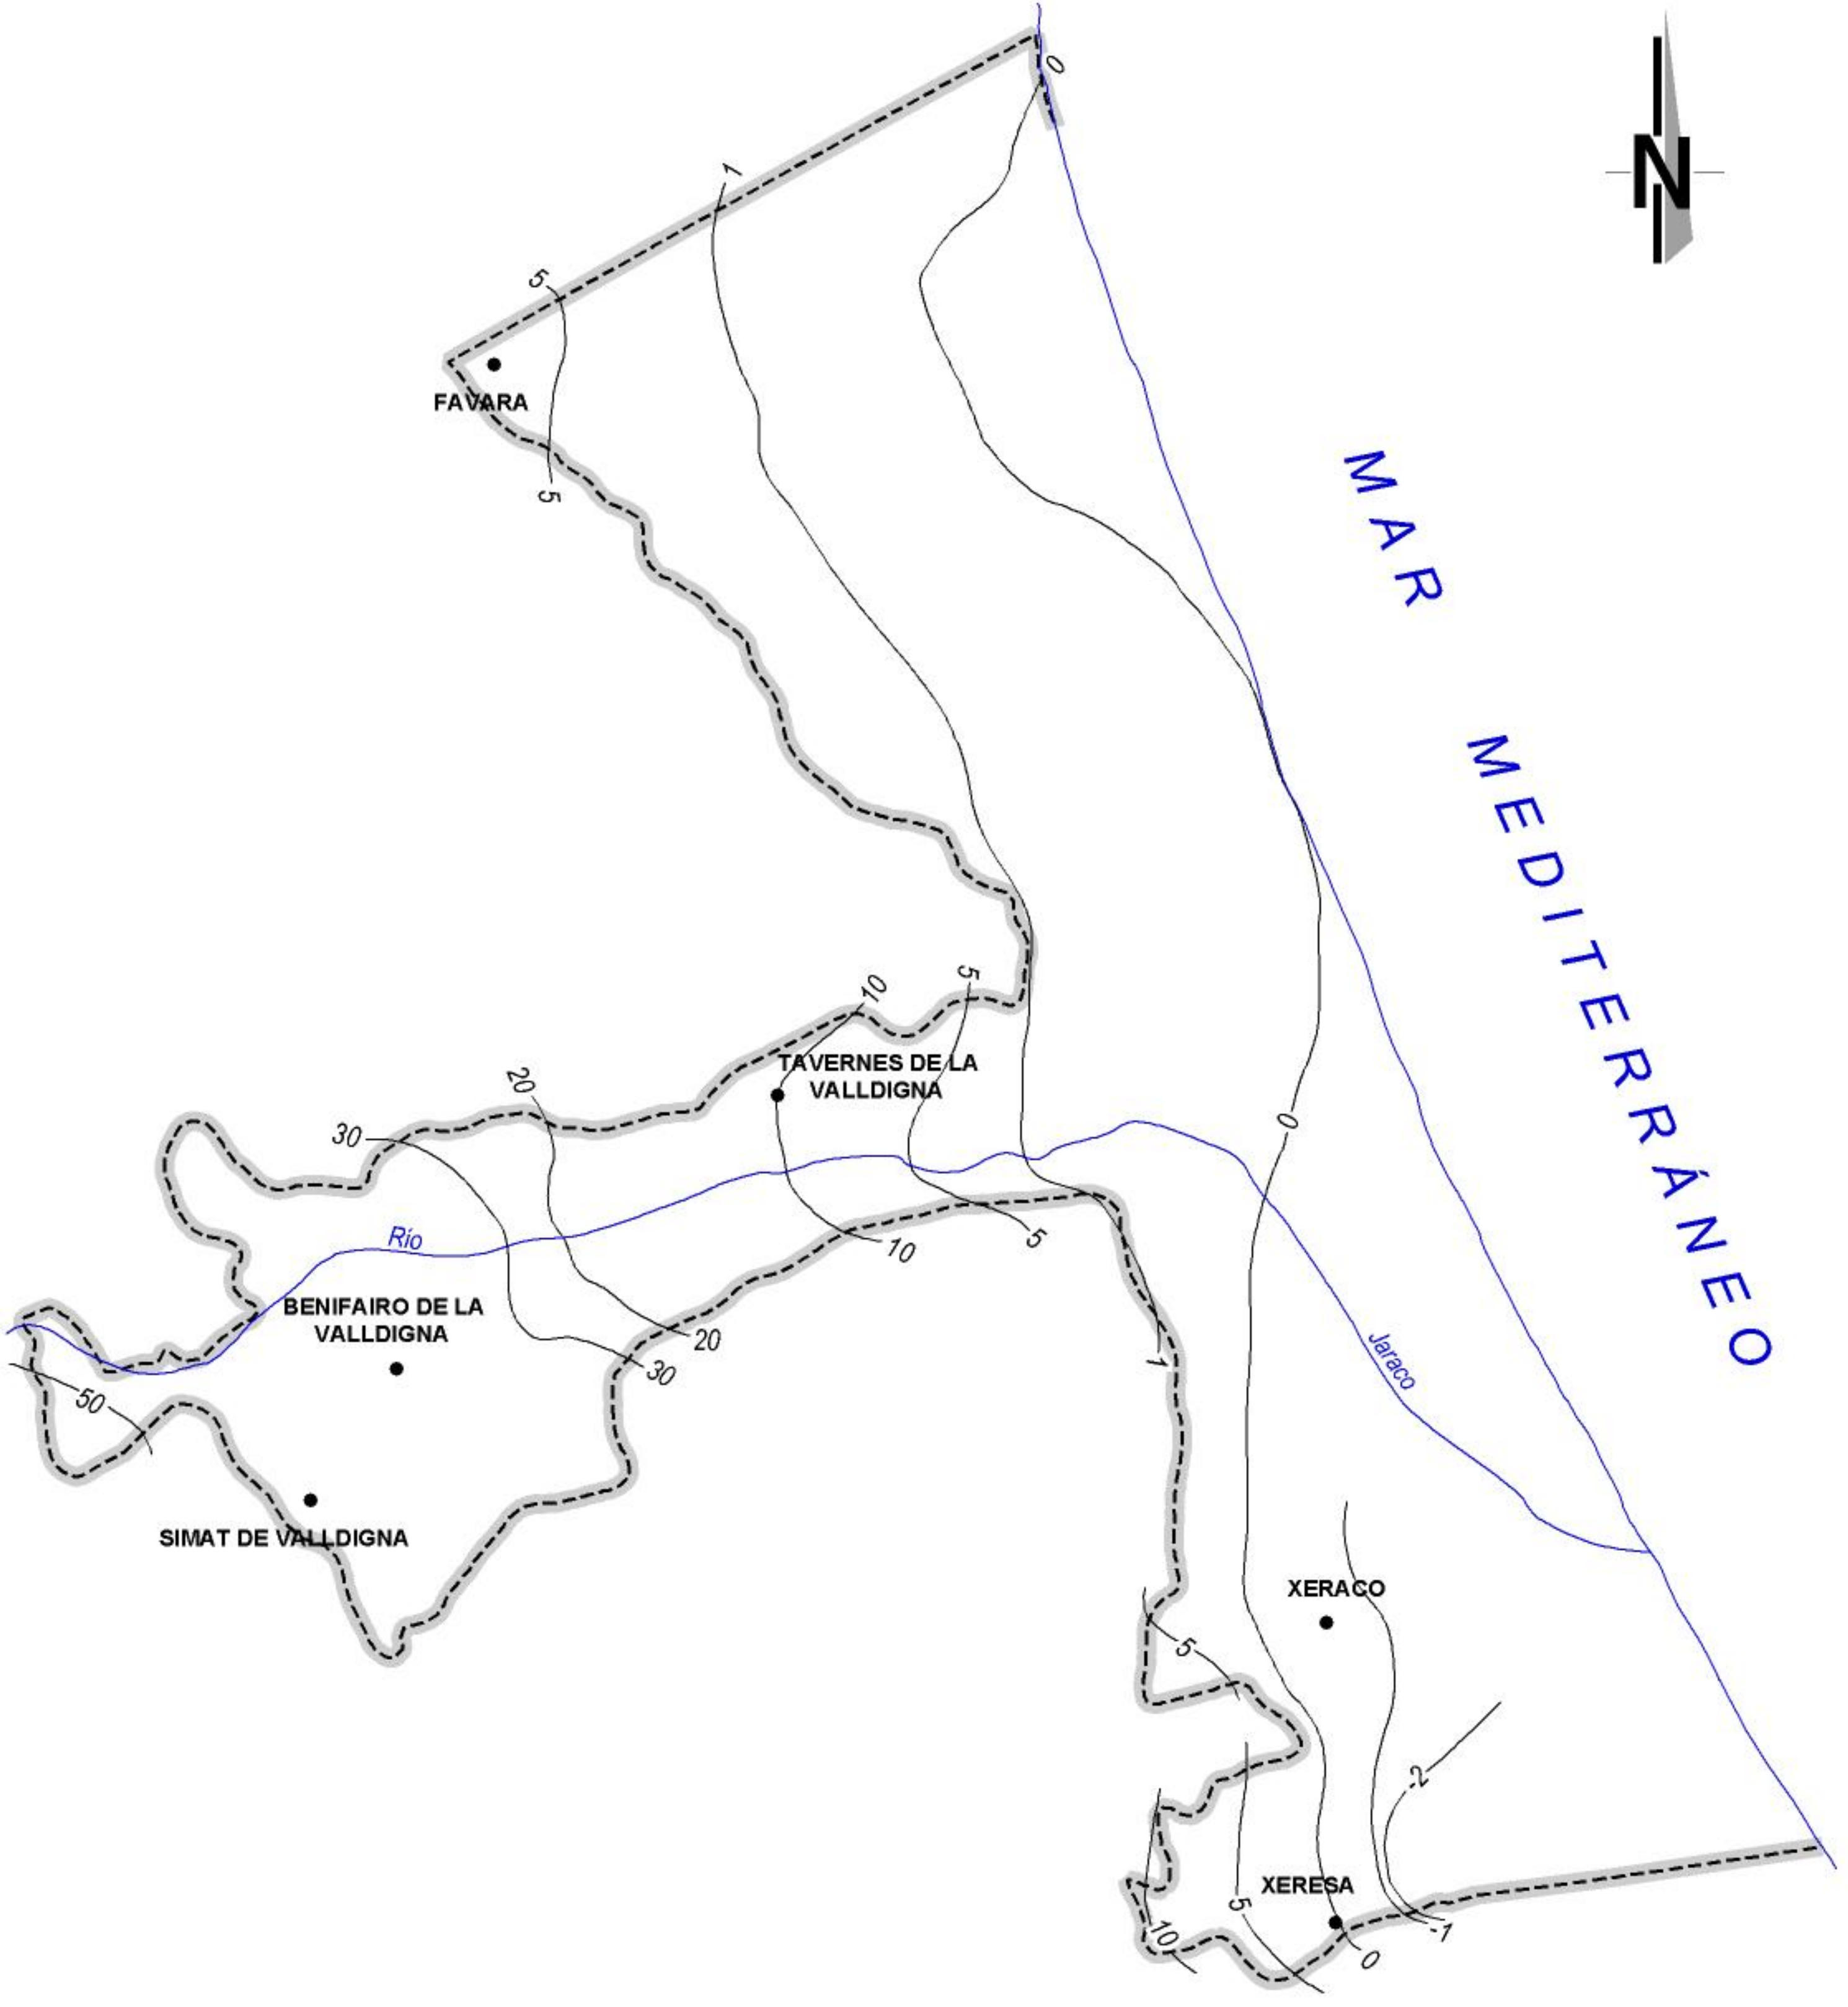 0
N
1
5
FAVARA
5
MAR MEDITERRÁNEO
5
10
TAVERNES DE LA
VALLDIGNA
20
30
0
Río
10
5
BENIFAIRO DE LA
VALLDIGNA
20
30
1
Jaraco
50
SIMAT DE VALLDIGNA
XERACO
5
-2
XERESA
5
10
-1
0